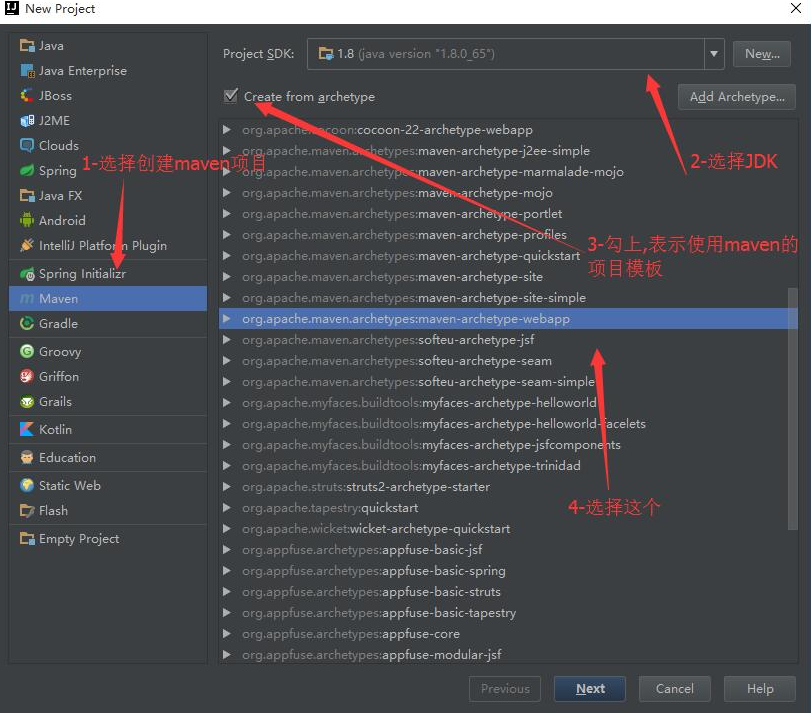 New Project
Java
Java Enterprise
JBoss
J2ME
Clouds
Spring
Java FX
Android
IntelliJ Platform Plugin
Spring Initializr
Maven
Gradle
Groovy
Griffon
Grails
Kotlin
Education
Static Web
Flash
Empty Project
1-选择创建maven项目
Project SDK:
1.8 (java version "1.8.0_65")
New...
2-选择JDK
Create from archetype
Add Archetype...
org.apache.cocoon:cocoon-22-archetype-webapp
org.apache.maven.archetypes:maven-archetype-j2ee-simple
org.apache.maven.archetypes:maven-archetype-marmalade-mojo
org.apache.maven.archetypes:maven-archetype-mojo
org.apache.maven.archetypes:maven-archetype-portlet
org.apache.maven.archetypes:maven-archetype-profiles
org.apache.maven.archetypes:maven-archetype-quickstart
org.apache.maven.archetypes:maven-archetype-site
org.apache.maven.archetypes:maven-archetype-site-simple
org.apache.maven.archetypes:maven-archetype-webapp
org.apache.maven.archetypes:softeu-archetype-jsf
org.apache.maven.archetypes:softeu-archetype-seam
org.apache.maven.archetypes:softeu-archetype-seam-simple
org.apache.myfaces.buildtools:myfaces-archetype-helloworld
org.apache.myfaces.buildtools:myfaces-archetype-helloworld-facelets
org.apache.myfaces.buildtools:myfaces-archetype-jsfcomponents
org.apache.myfaces.buildtools:myfaces-archetype-trinidad
org.apache.struts:struts2-archetype-starter
org.apache.tapestry:quickstart
org.apache.wicket:wicket-archetype-quickstart
org.appfuse.archetypes:appfuse-basic-jsf
org.appfuse.archetypes:appfuse-basic-spring
org.appfuse.archetypes:appfuse-basic-struts
org.appfuse.archetypes:appfuse-basic-tapestry
org.appfuse.archetypes:appfuse-core
org.appfuse.archetypes:appfuse-modular-jsf
3-勾上,表示使用maven的
项目模板
4-选择这个
Previous
Next
Cancel
Help